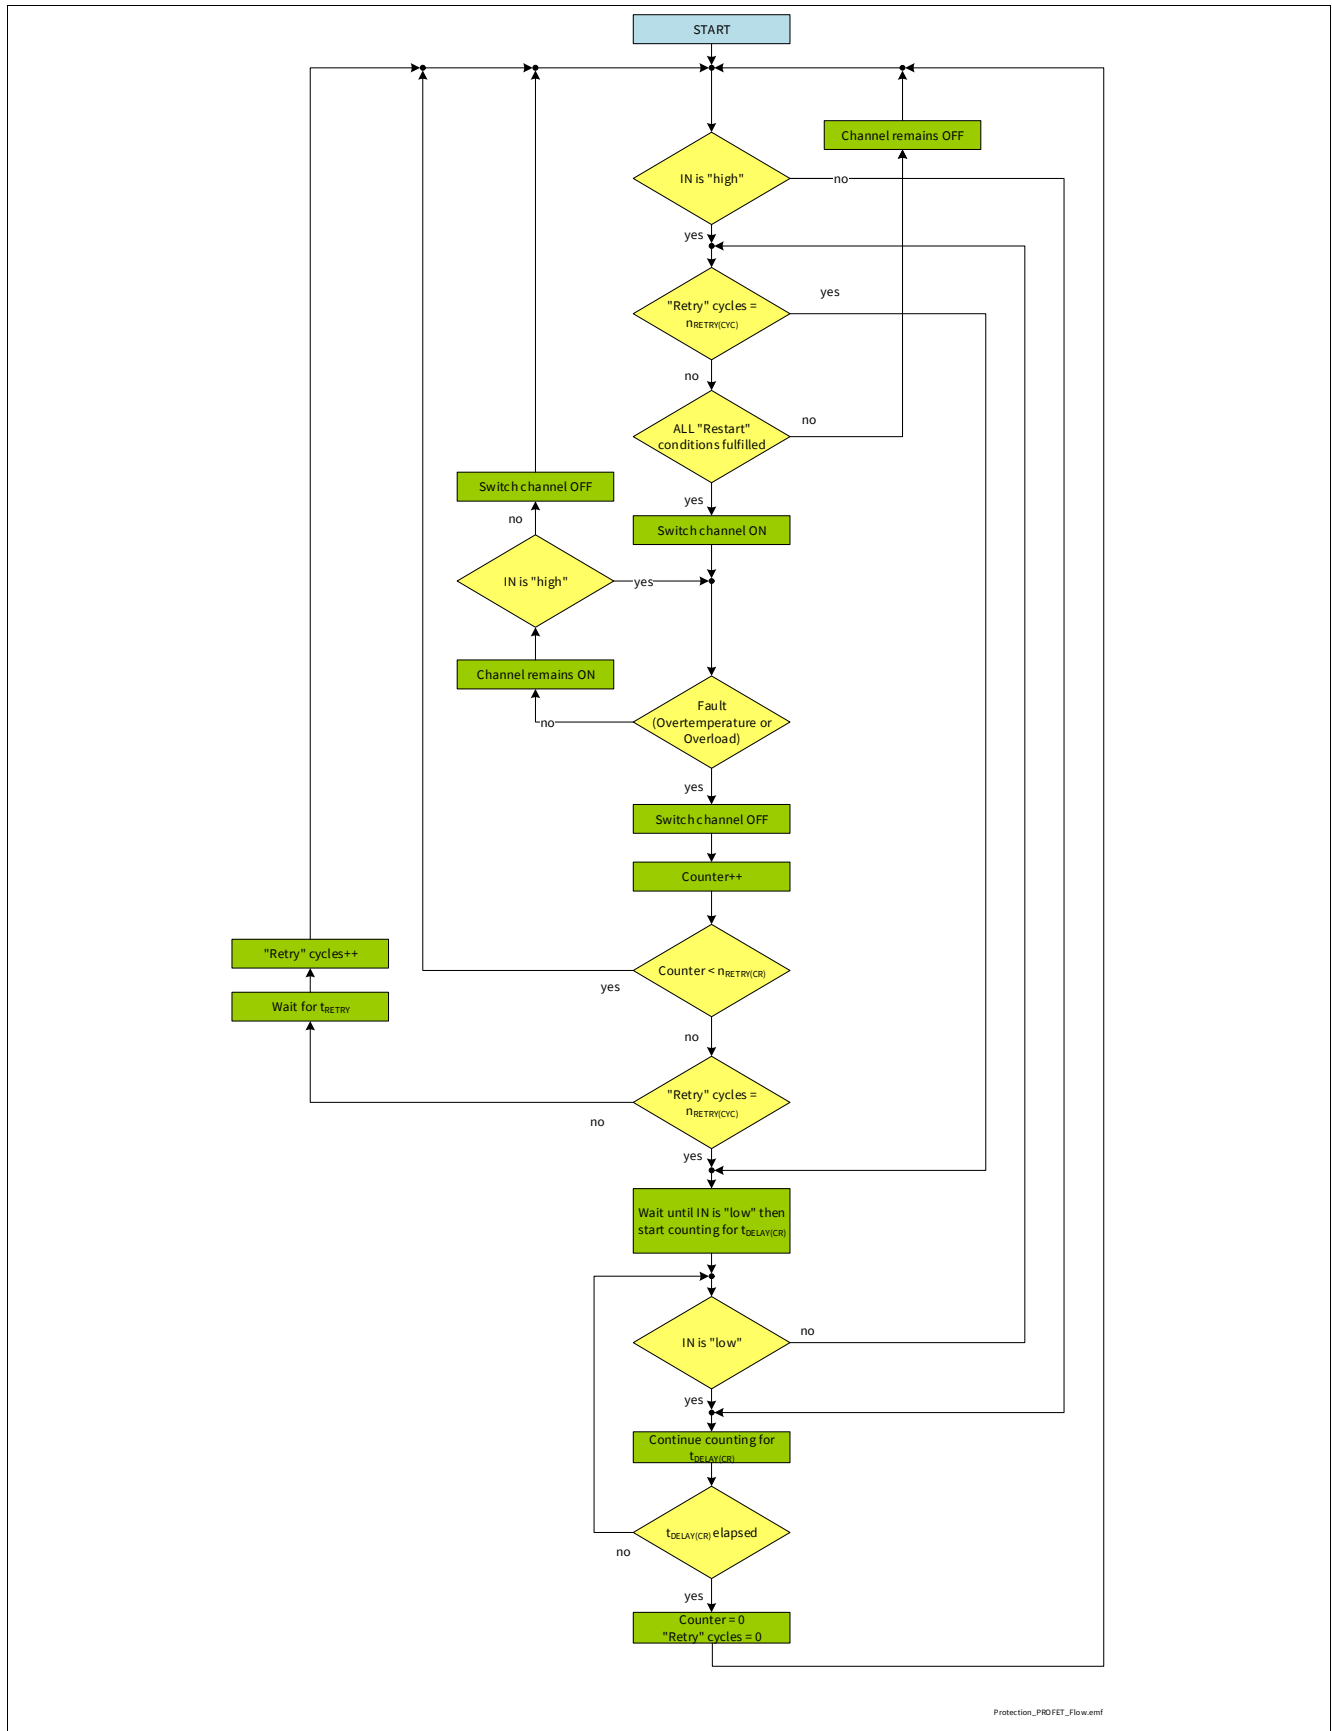 START
Channel remains OFF
IN is "high"
no
yes
"Retry" cycles =
nRETRY(CYC)
yes
no
ALL "Restart"
conditions fulfilled
no
yes
Switch channel OFF
Switch channel ON
no
IN is "high"
yes
Channel remains ON
Fault
(Overtemperature or
Overload)
no
yes
Switch channel OFF
Counter++
"Retry" cycles++
Counter < nRETRY(CR)
yes
Wait for tRETRY
no
"Retry" cycles =
nRETRY(CYC)
no
yes
Wait until IN is "low" then
start counting for tDELAY(CR)
IN is "low"
no
yes
Continue counting for
tDELAY(CR)
tDELAY(CR) elapsed
no
yes
Counter = 0
"Retry" cycles = 0
Protection_PROFET_Flow.emf